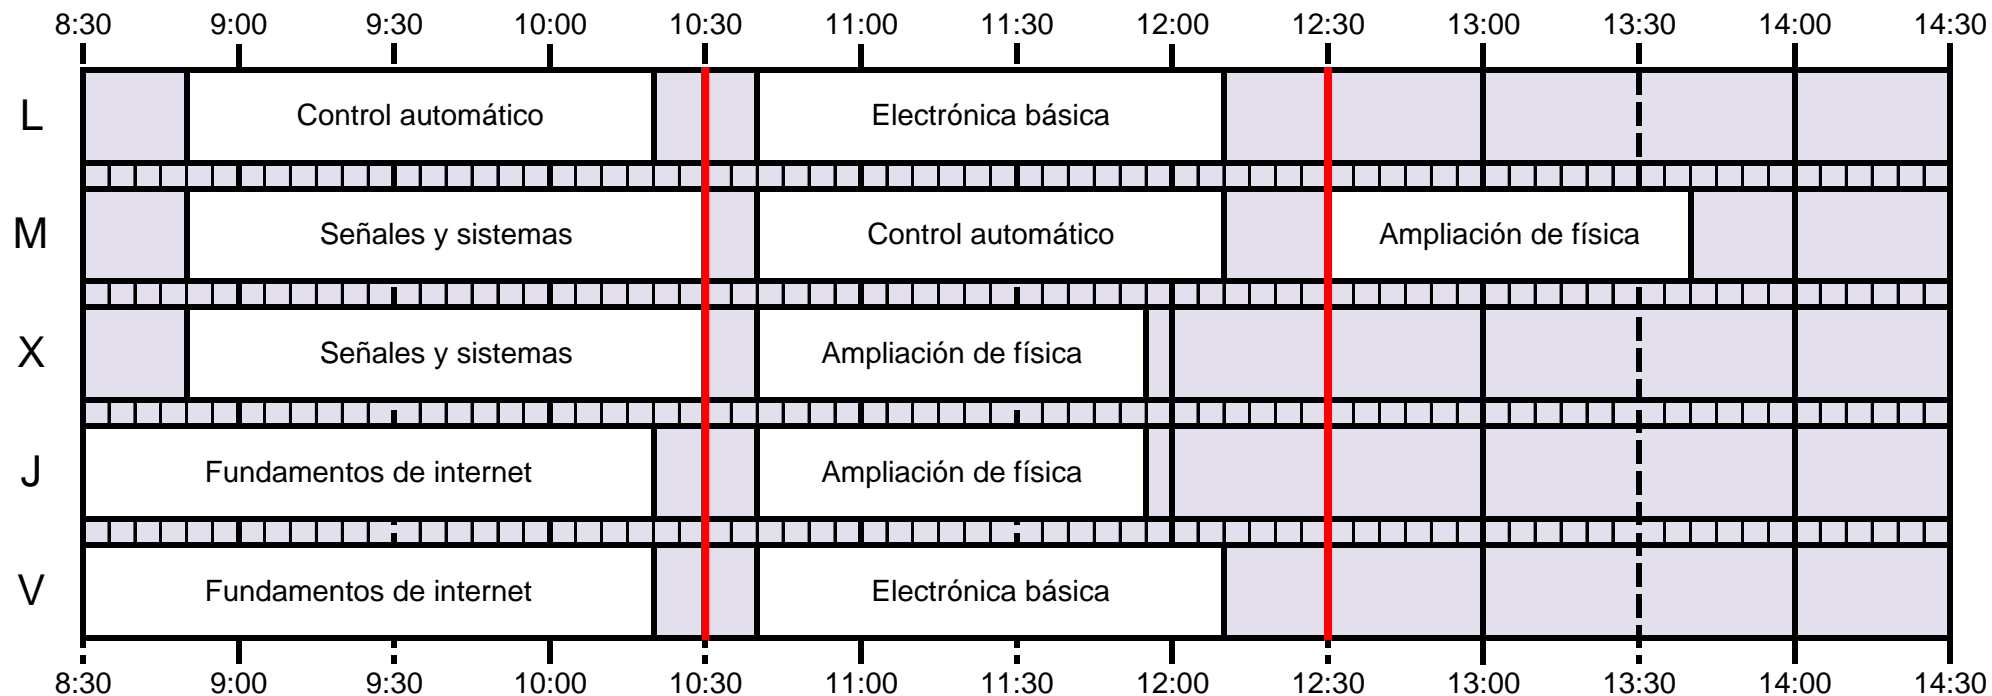 8:30 9:00 9:30 10:00 10:30 11:00 11:30 12:00 12:30 13:00 13:30 14:00 14:30
L Control automático Electrónica básica
M Señales y sistemas Control automático Ampliación de física
X Señales y sistemas Ampliación de física
J Fundamentos de internet Ampliación de física
V Fundamentos de internet Electrónica básica
8:30 9:00 9:30 10:00 10:30 11:00 11:30 12:00 12:30 13:00 13:30 14:00 14:30